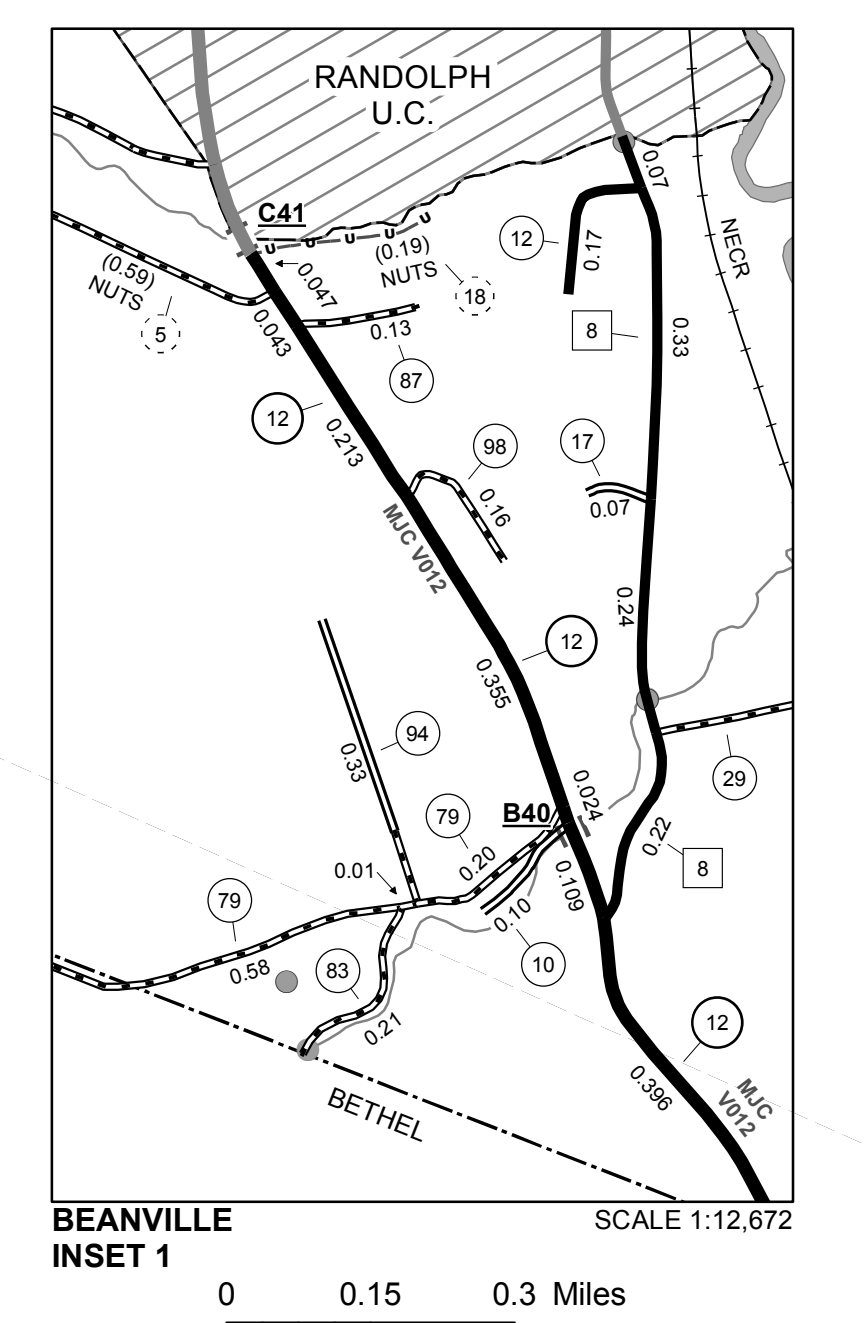 RANDOLPH
U.C.
C41
0.07
12
0.17
NECR
(0.19)
NUTS
18
(0.59)
NUTS
5
0.047
0.043
0.13
87
8
0.33
12
0.213
98
0.16
17
0.07
MJC V012
0.24
12
0.355
94
0.33
29
79
B40
0.024
0.22
8
0.20
0.01
0.109
79
0.10
10
0.58
83
0.21
12
0.396
MJC
V012
BETHEL
BEANVILLE
SCALE 1:12,672
INSET 1
0 0.15 0.3 Miles